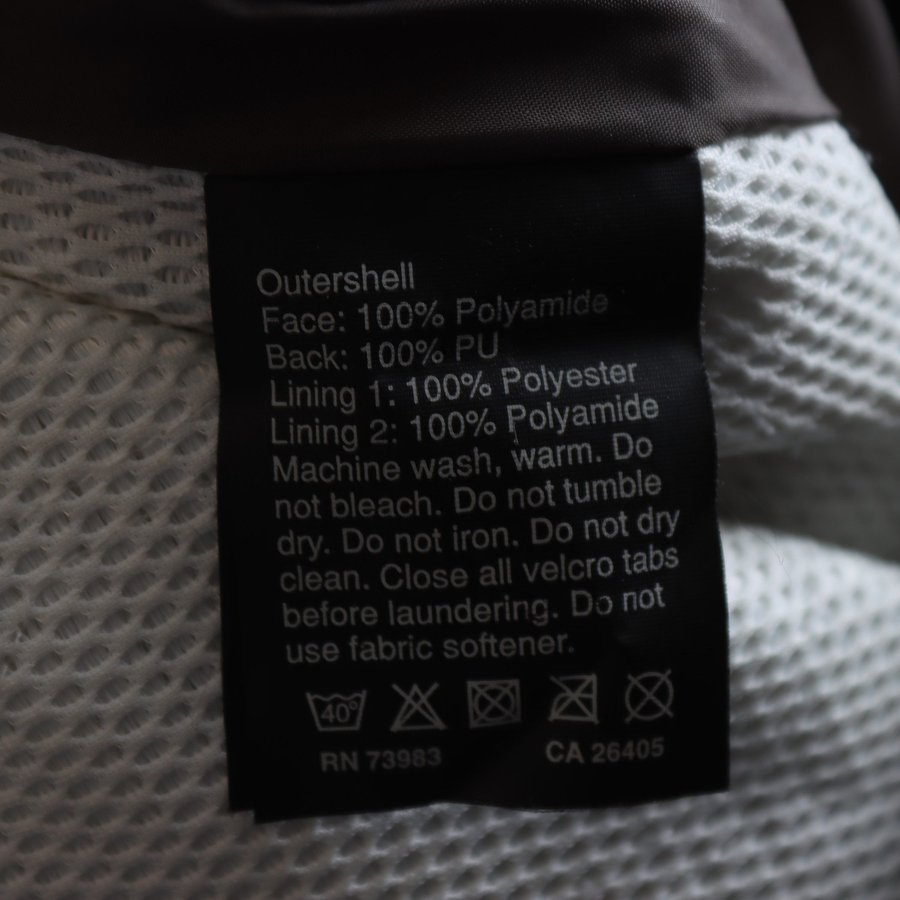 Outershell
Face: 100% Polyamide
Back: 100% PU
Lining 1: 100% Polyester
Lining 2: 100% Polyamide
Machine wash, warm. Do
not bleach. Do not tumble
dry. Do not iron. Do not dry
clean. Close all velcro tabs
before laundering. Do not
use fabric softener.
40°
RN 73983 CA 26405